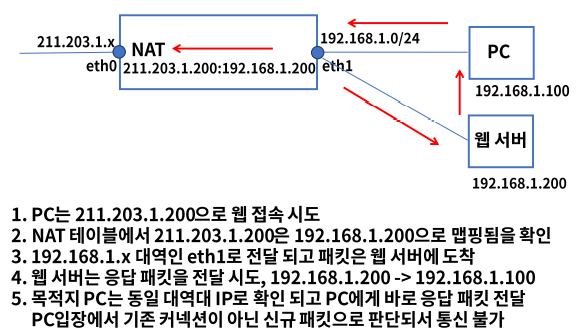 211.203.1.x
NAT
192.168.1.0/24
PC
eth0
211.203.1.200:192.168.1.200
eth1
192.168.1.100
웹 서버
192.168.1.200
1. PC는 211.203.1.200으로 웹 접속 시도
2. NAT 테이블에서 211.203.1.200은 192.168.1.200으로 맵핑됨을 확인
3. 192.168.1.x 대역인 eth1로 전달 되고 패킷은 웹 서버에 도착
4. 웹 서버는 응답 패킷을 전달 시도, 192.168.1.200 -> 192.168.1.100
5. 목적지 PC는 동일 대역대 IP로 확인 되고 PC에게 바로 응답 패킷 전달
PC입장에서 기존 커넥션이 아닌 신규 패킷으로 판단되서 통신 불가